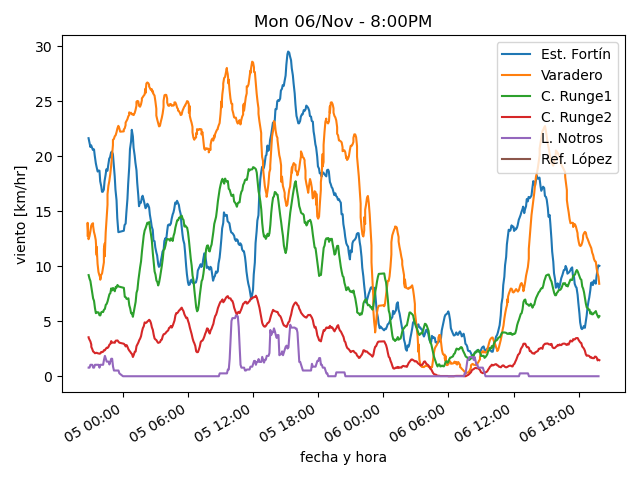 Mon 06/Nov - 8:00PM
viento [km/hr]
30
25
20
15
10
5
0
Est. Fortín
Varadero
C. Runge1
C. Runge2
L. Notros
Ref. López
05 00:00
05 06:00
05 12:00
05 18:00
06 00:00
06 06:00
06 12:00
06 18:00
fecha y hora